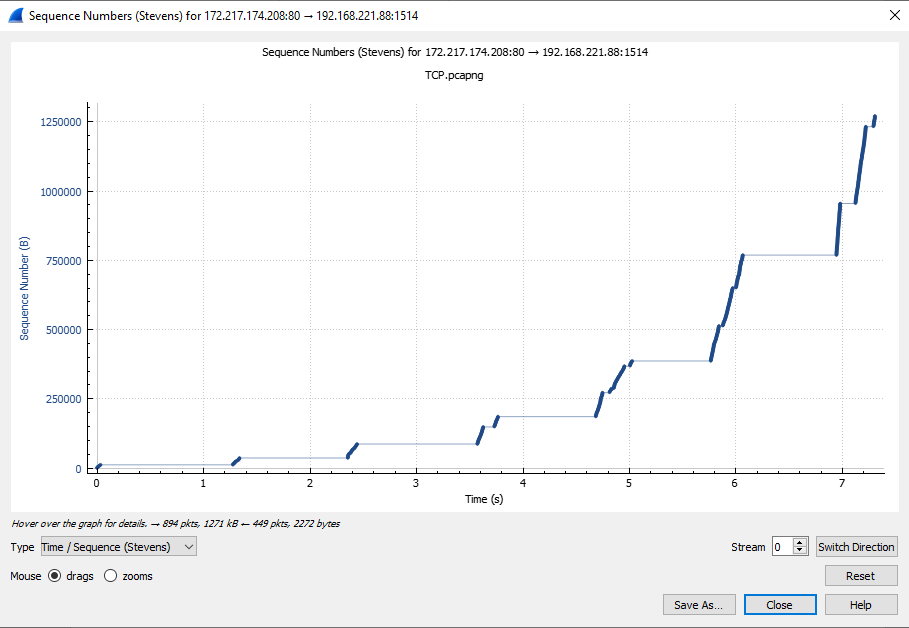 Sequence Numbers (Stevens) for 172.217.174.208:80 → 192.168.221.88:1514
Sequence Numbers (Stevens) for 172.217.174.208:80 → 192.168.221.88:1514
TCP.pcapng
1250000
1000000
750000
500000
250000
0
Sequence Number (B)
0 1 2 3 4 5 6 7
Time (s)
Hover over the graph for details. → 894 pkts, 1271 kB ← 449 pkts, 2272 bytes
Type Time / Sequence (Stevens) Stream 0 Switch Direction
Mouse drags zooms Reset
Save As... Close Help